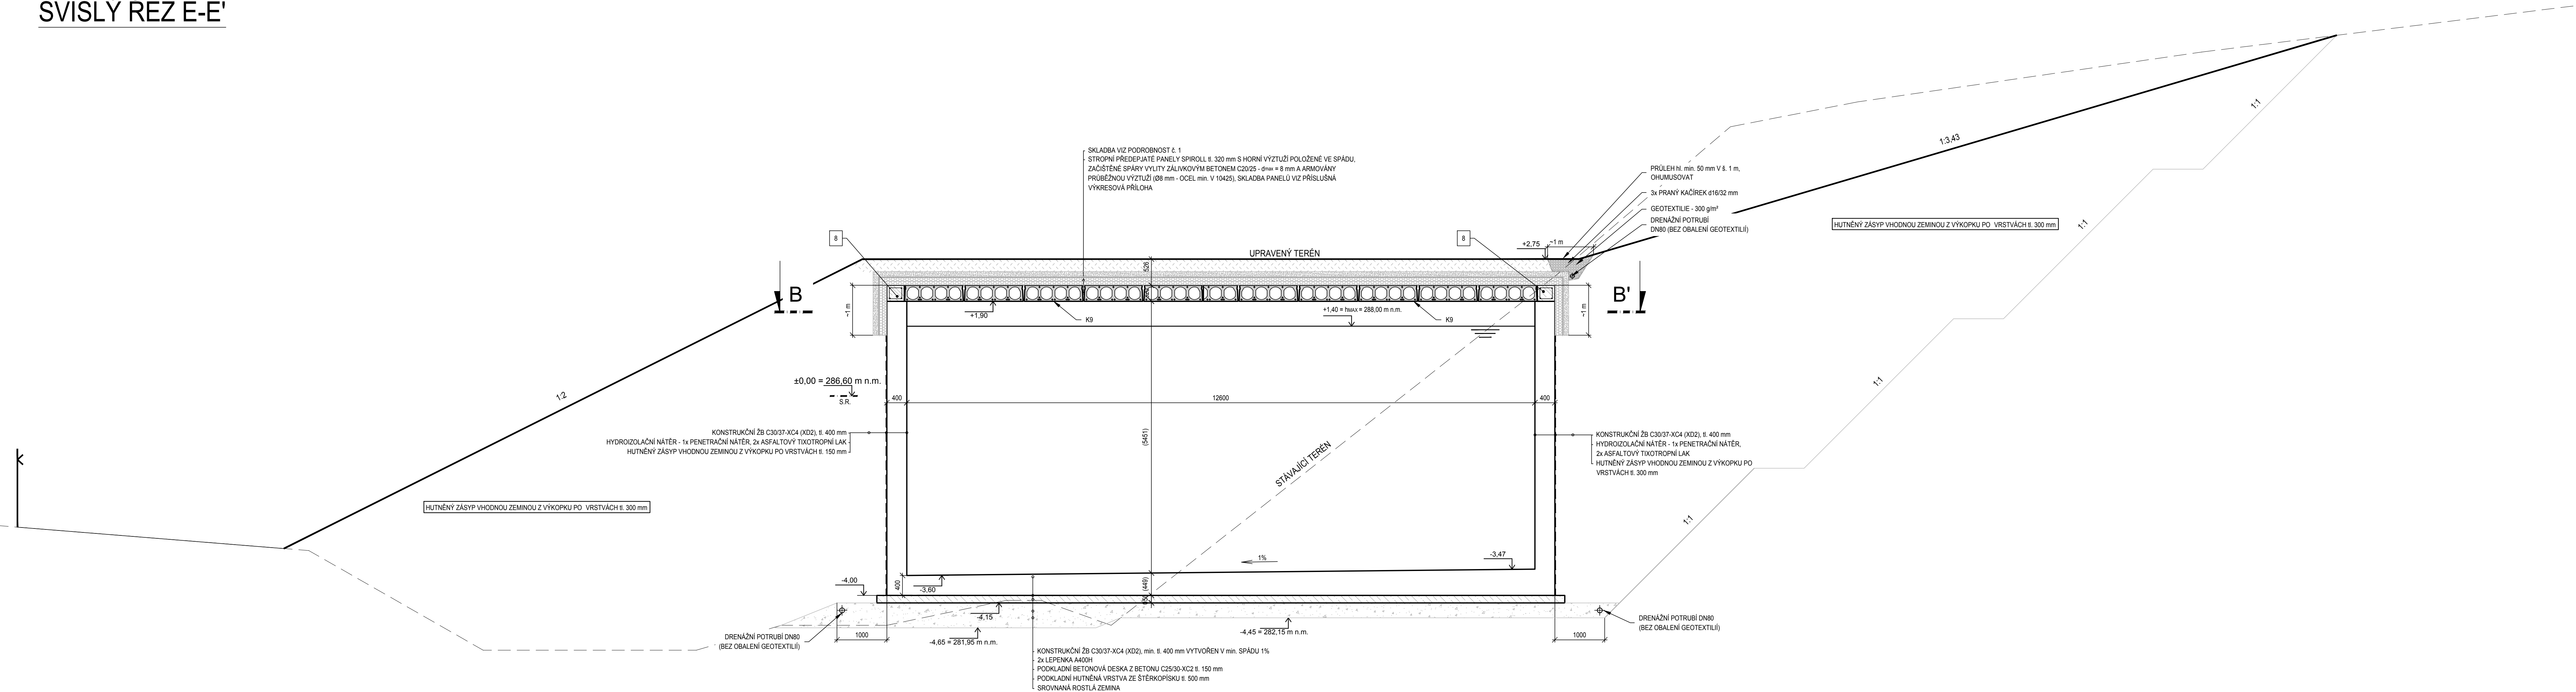 SVISLY REZ E-E'
SKLADBA VIZ PODROBNOST č. 1
STROPNÍ PŘEDEPJATÉ PANELY SPIROLL tl. 320 mm S HORNÍ VÝZTUŽÍ POLOŽENÉ VE SPÁDU,
ZAČIŠTĚNÉ SPÁRY VYLITY ZÁLIVKOVÝM BETONEM C20/25 - dmax = 8 mm A ARMOVÁNY
PRŮBĚŽNOU VÝZTUŽÍ (Ø8 mm - OCEL min. V 10425), SKLADBA PANELŮ VIZ PŘÍSLUŠNÁ
VÝKRESOVÁ PŘÍLOHA
1:1
1:3.43
PRŮLEH hl. min. 50 mm V š. 1 m,
OHUMUSOVAT
3x PRANÝ KAČÍREK d16/32 mm
GEOTEXTILIE - 300 g/m²
DRENÁŽNÍ POTRUBÍ
DN80 (BEZ OBALENÍ GEOTEXTILIÍ)
HUTNĚNÝ ZÁSYP VHODNOU ZEMINOU Z VÝKOPKU PO VRSTVÁCH tl. 300 mm
1:1
8
8
+2,75
~1 m
UPRAVENÝ TERÉN
526
B
B'
~1 m
~1 m
+1,90
K9
+1,40 = hMAX = 288,00 m n.m.
K9
±0,00 = 286,60 m n.m.
S.R.
1:2
1:1
400
12600
400
KONSTRUKČNÍ ŽB C30/37-XC4 (XD2), tl. 400 mm
HYDROIZOLAČNÍ NÁTĚR - 1x PENETRAČNÍ NÁTĚR, 2x ASFALTOVÝ TIXOTROPNÍ LAK
HUTNĚNÝ ZÁSYP VHODNOU ZEMINOU Z VÝKOPKU PO VRSTVÁCH tl. 150 mm
(5451)
STÁVAJÍCÍ TERÉN
KONSTRUKČNÍ ŽB C30/37-XC4 (XD2), tl. 400 mm
HYDROIZOLAČNÍ NÁTĚR - 1x PENETRAČNÍ NÁTĚR,
2x ASFALTOVÝ TIXOTROPNÍ LAK
HUTNĚNÝ ZÁSYP VHODNOU ZEMINOU Z VÝKOPKU PO
VRSTVÁCH tl. 300 mm
HUTNĚNÝ ZÁSYP VHODNOU ZEMINOU Z VÝKOPKU PO VRSTVÁCH tl. 300 mm
1:1
1%
-3,47
-4,00
400
-3,60
(449)
-4,15
DRENÁŽNÍ POTRUBÍ DN80
(BEZ OBALENÍ GEOTEXTILIÍ)
1000
-4,65 = 281,95 m n.m.
-4,45 = 282,15 m n.m.
1000
DRENÁŽNÍ POTRUBÍ DN80
(BEZ OBALENÍ GEOTEXTILIÍ)
KONSTRUKČNÍ ŽB C30/37-XC4 (XD2), min. tl. 400 mm VYTVOŘEN V min. SPÁDU 1%
2x LEPENKA A400H
PODKLADNÍ BETONOVÁ DESKA Z BETONU C25/30-XC2 tl. 150 mm
PODKLADNÍ HUTNĚNÁ VRSTVA ZE ŠTĚRKOPÍSKU tl. 500 mm
SROVNANÁ ROSTLÁ ZEMINA